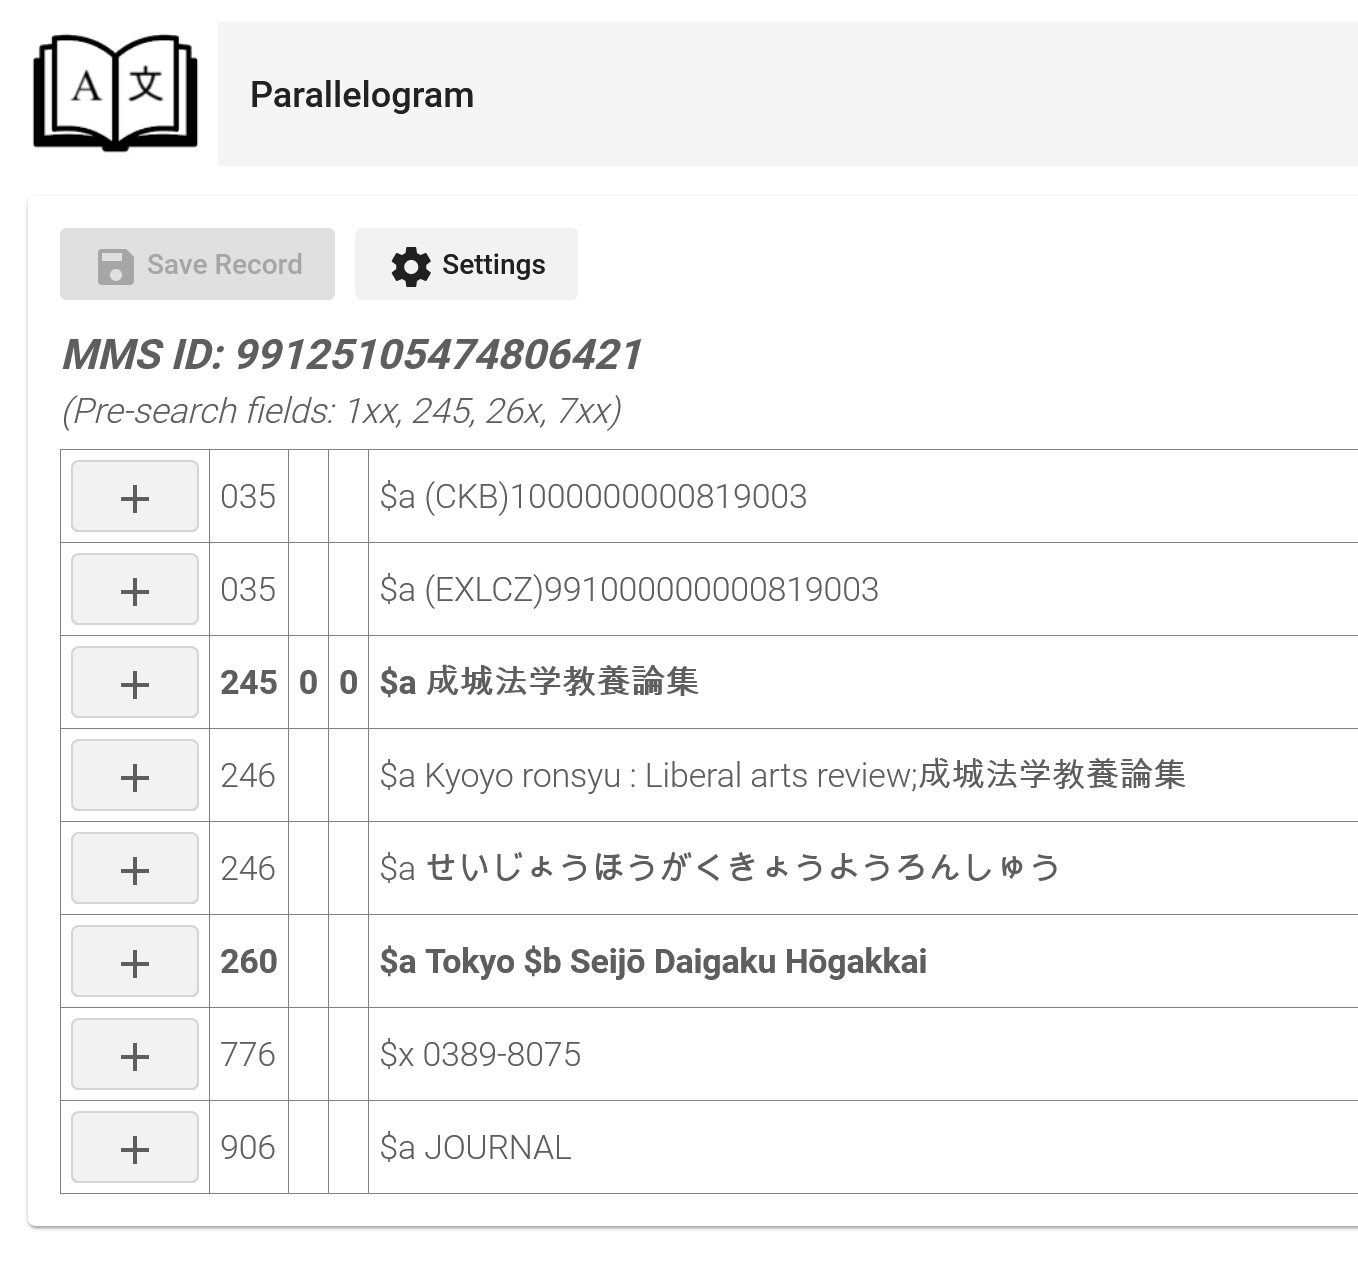 A 文
Parallelogram
Save Record Settings
MMS ID: 99125105474806421
(Pre-search fields: 1xx, 245, 26x, 7xx)
+ 035 $a (CKB)1000000000819003
+ 035 $a (EXLCZ)991000000000819003
+ 245 0 0 $a 成城法学教養論集
+ 246 $a Kyoyo ronsyu : Liberal arts review;成城法学教養論集
+ 246 $a せいじょうほうがくきょうようろんしゅう
+ 260 $a Tokyo $b Seijō Daigaku Hōgakkai
+ 776 $x 0389-8075
+ 906 $a JOURNAL